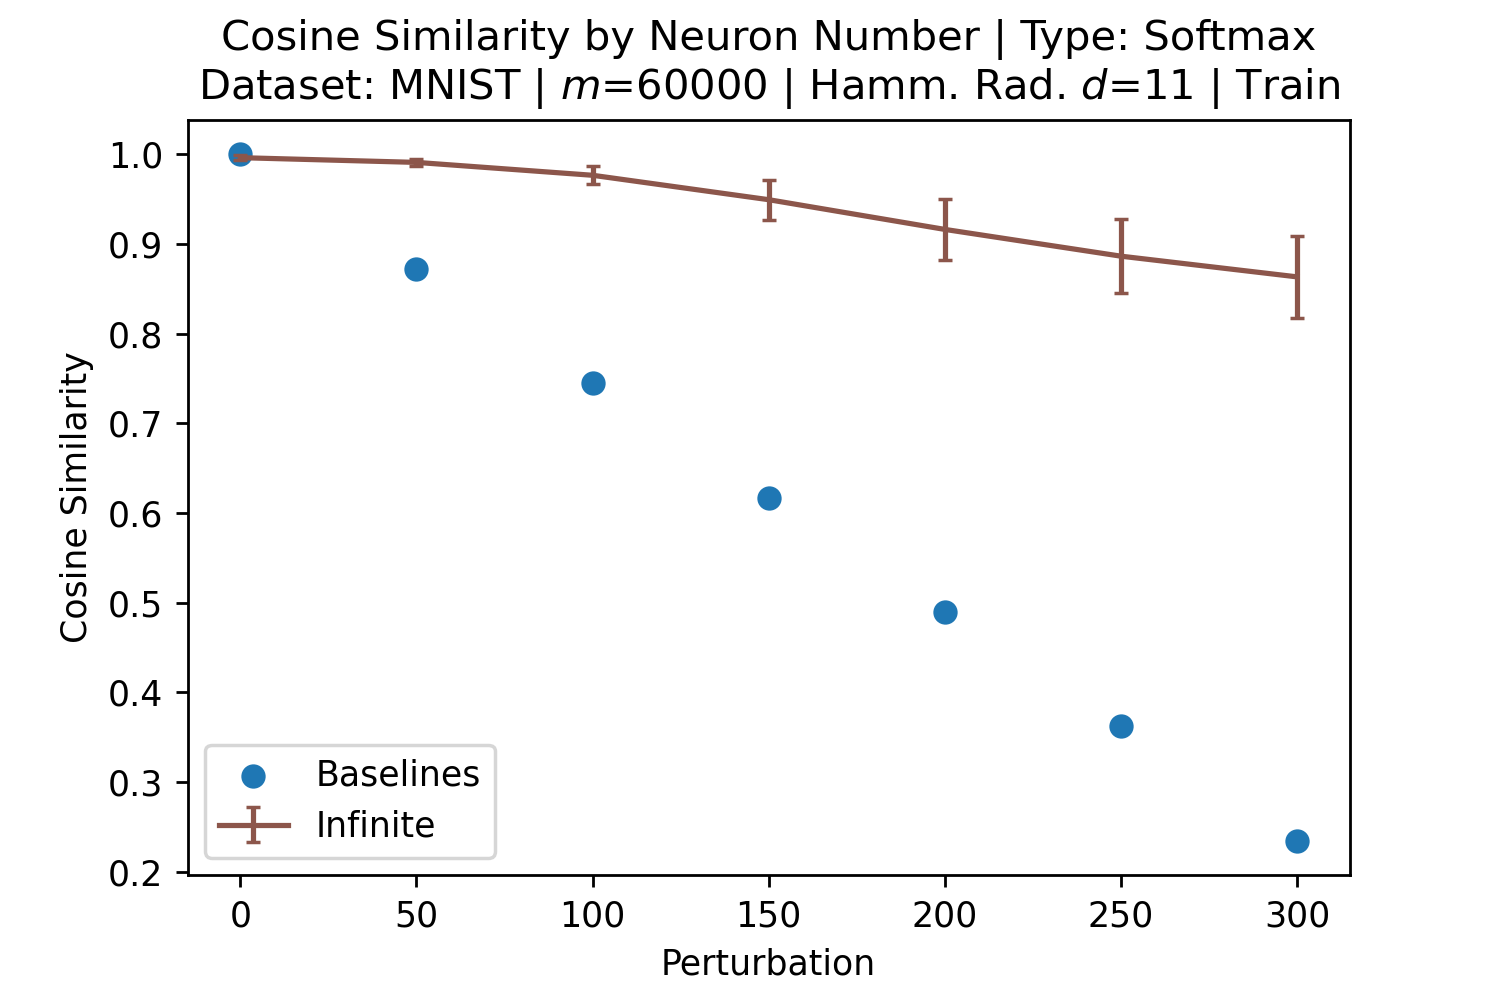 Cosine Similarity by Neuron Number | Type: Softmax
Dataset: MNIST | m=60000 | Hamm. Rad. d=11 | Train
Cosine Similarity
1.0
0.9
0.8
0.7
0.6
0.5
0.4
0.3
0.2
Baselines
Infinite
0 50 100 150 200 250 300
Perturbation